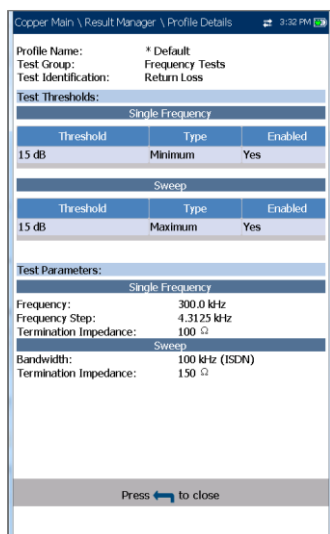 Copper Main \ Result Manager \ Profile Details 3:32 PM
Profile Name: * Default
Test Group: Frequency Tests
Test Identification: Return Loss
Test Thresholds:
Single Frequency
Threshold Type Enabled
15 dB Minimum Yes
Sweep
Threshold Type Enabled
15 dB Maximum Yes
Test Parameters:
Single Frequency
Frequency: 300.0 kHz
Frequency Step: 4.3125 kHz
Termination Impedance: 100 Ω
Sweep
Bandwidth: 100 kHz (ISDN)
Termination Impedance: 150 Ω
Press to close